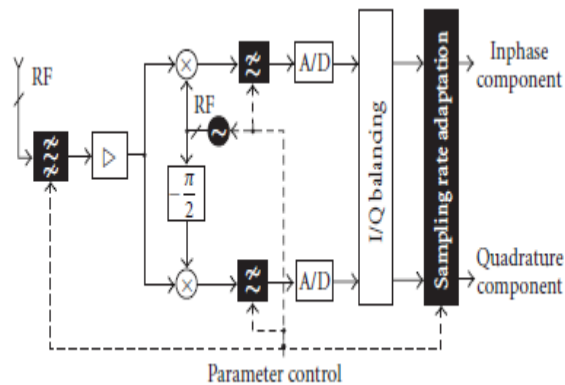 RF
RF
A/D
I/Q balancing
Sampling rate adaptation
Inphase
component
−π/2
A/D
Quadrature
component
Parameter control